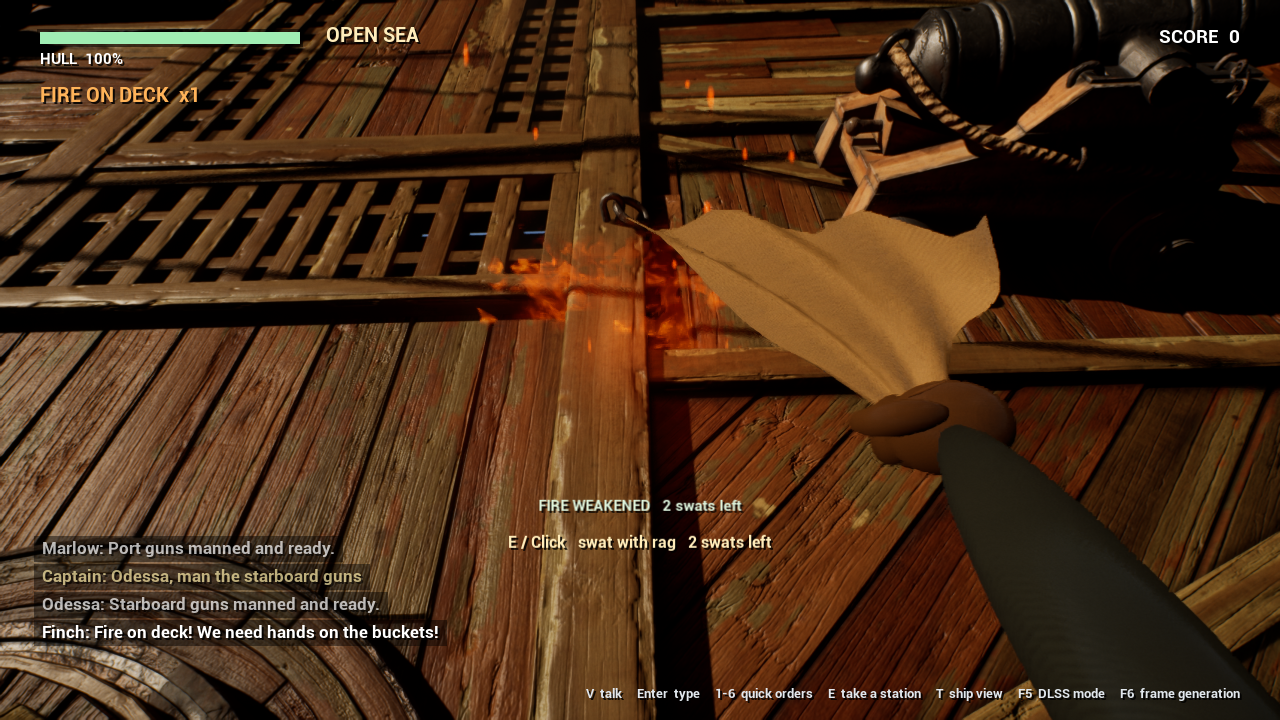 OPEN SEA
SCORE 0
HULL 100%
FIRE ON DECK x1
FIRE WEAKENED 2 swats left
E / Click swat with rag 2 swats left
Marlow: Port guns manned and ready.
Captain: Odessa, man the starboard guns
Odessa: Starboard guns manned and ready.
Finch: Fire on deck! We need hands on the buckets!
V talk Enter type 1-6 quick orders E take a station T ship view F5 DLSS mode F6 frame generation